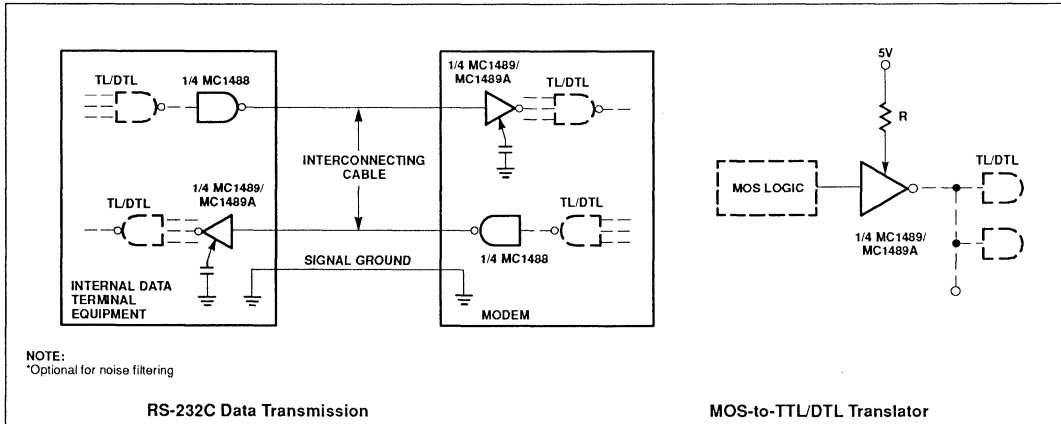 TL/DTL
1/4 MC1488
1/4 MC1489/
MC1489A
TL/DTL
INTERCONNECTING
CABLE
TL/DTL
1/4 MC1489/
MC1489A
TL/DTL
1/4 MC1488
SIGNAL GROUND
INTERNAL DATA
TERMINAL
EQUIPMENT
MODEM
NOTE:
*Optional for noise filtering
RS-232C Data Transmission
5V
R
MOS LOGIC
TL/DTL
1/4 MC1489/
MC1489A
MOS-to-TTL/DTL Translator